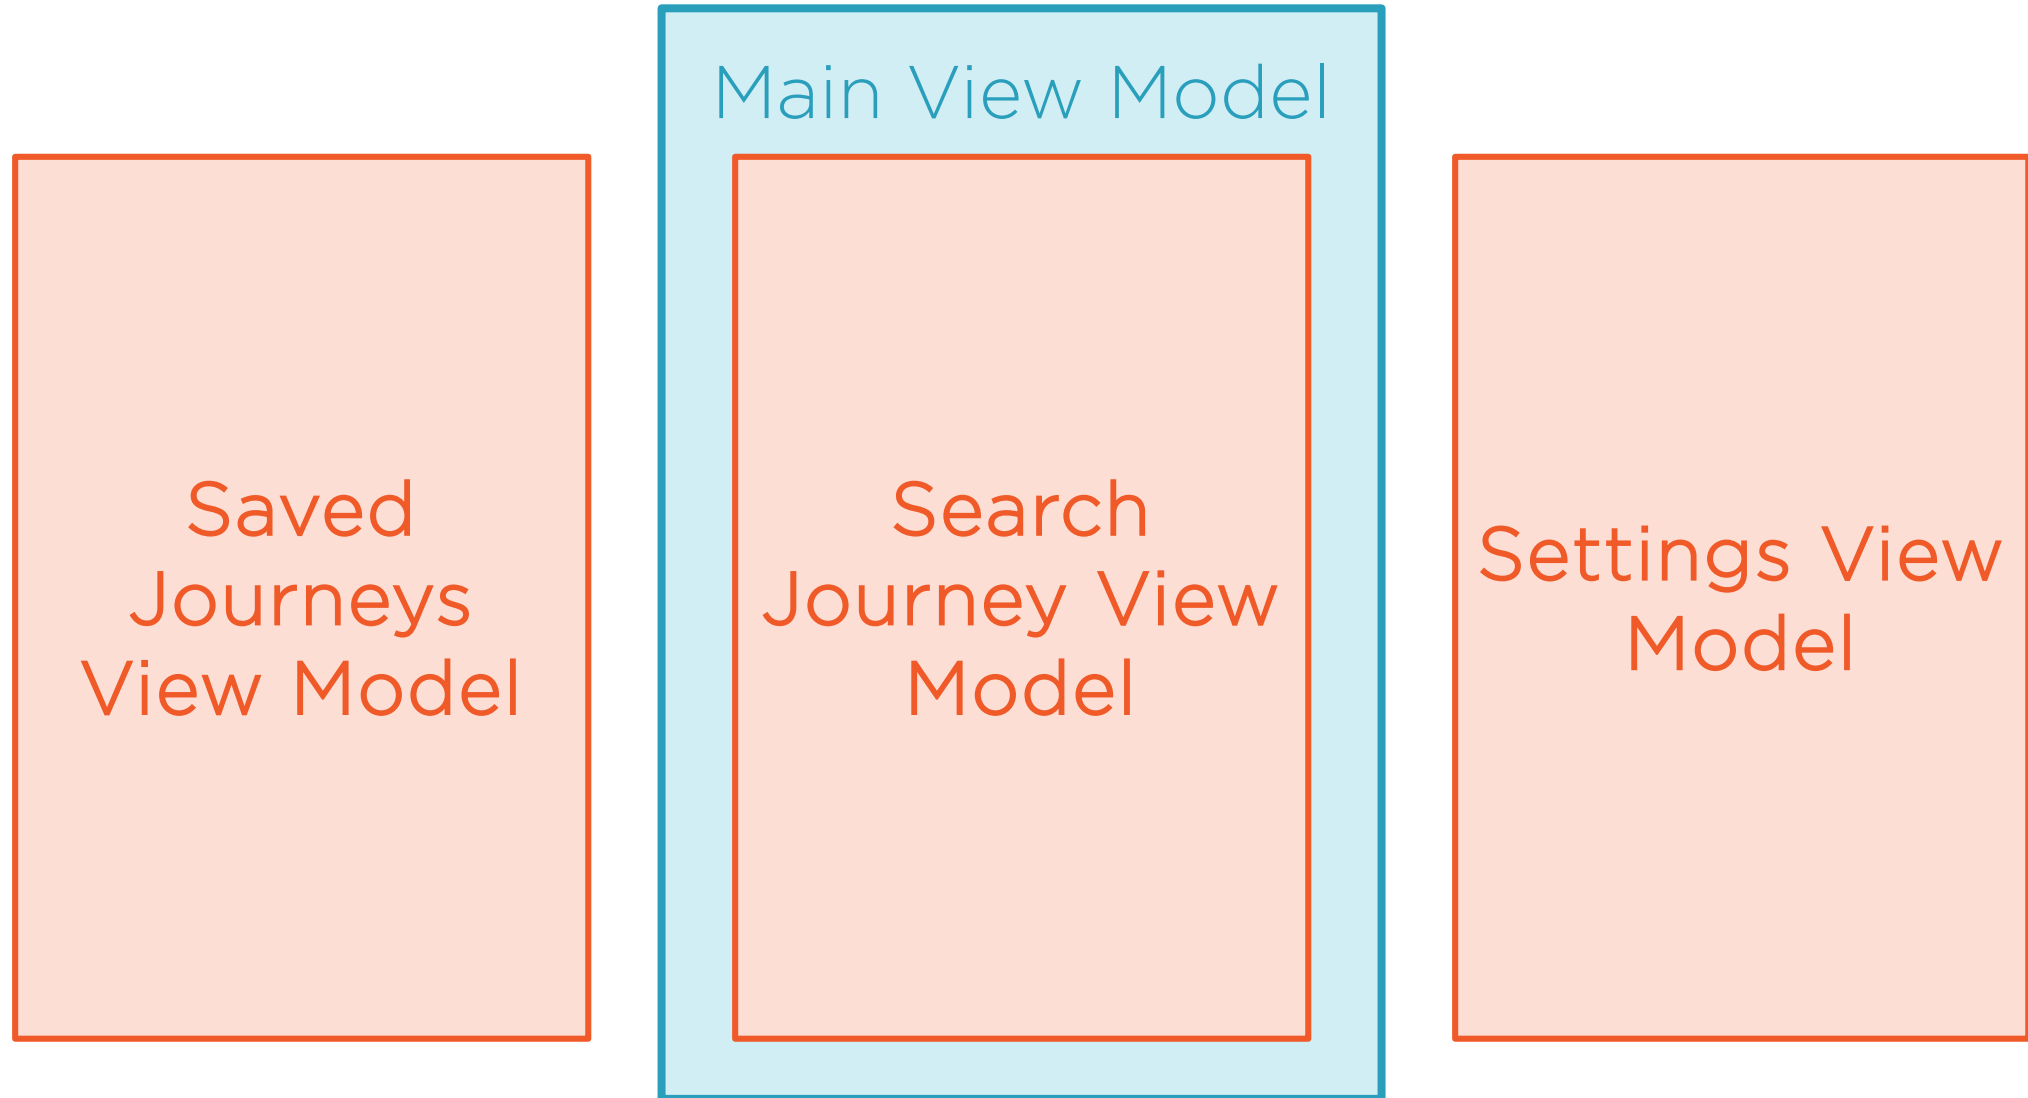 Main View Model
Saved
Journeys
View Model
Search
Journey View
Model
Settings View
Model